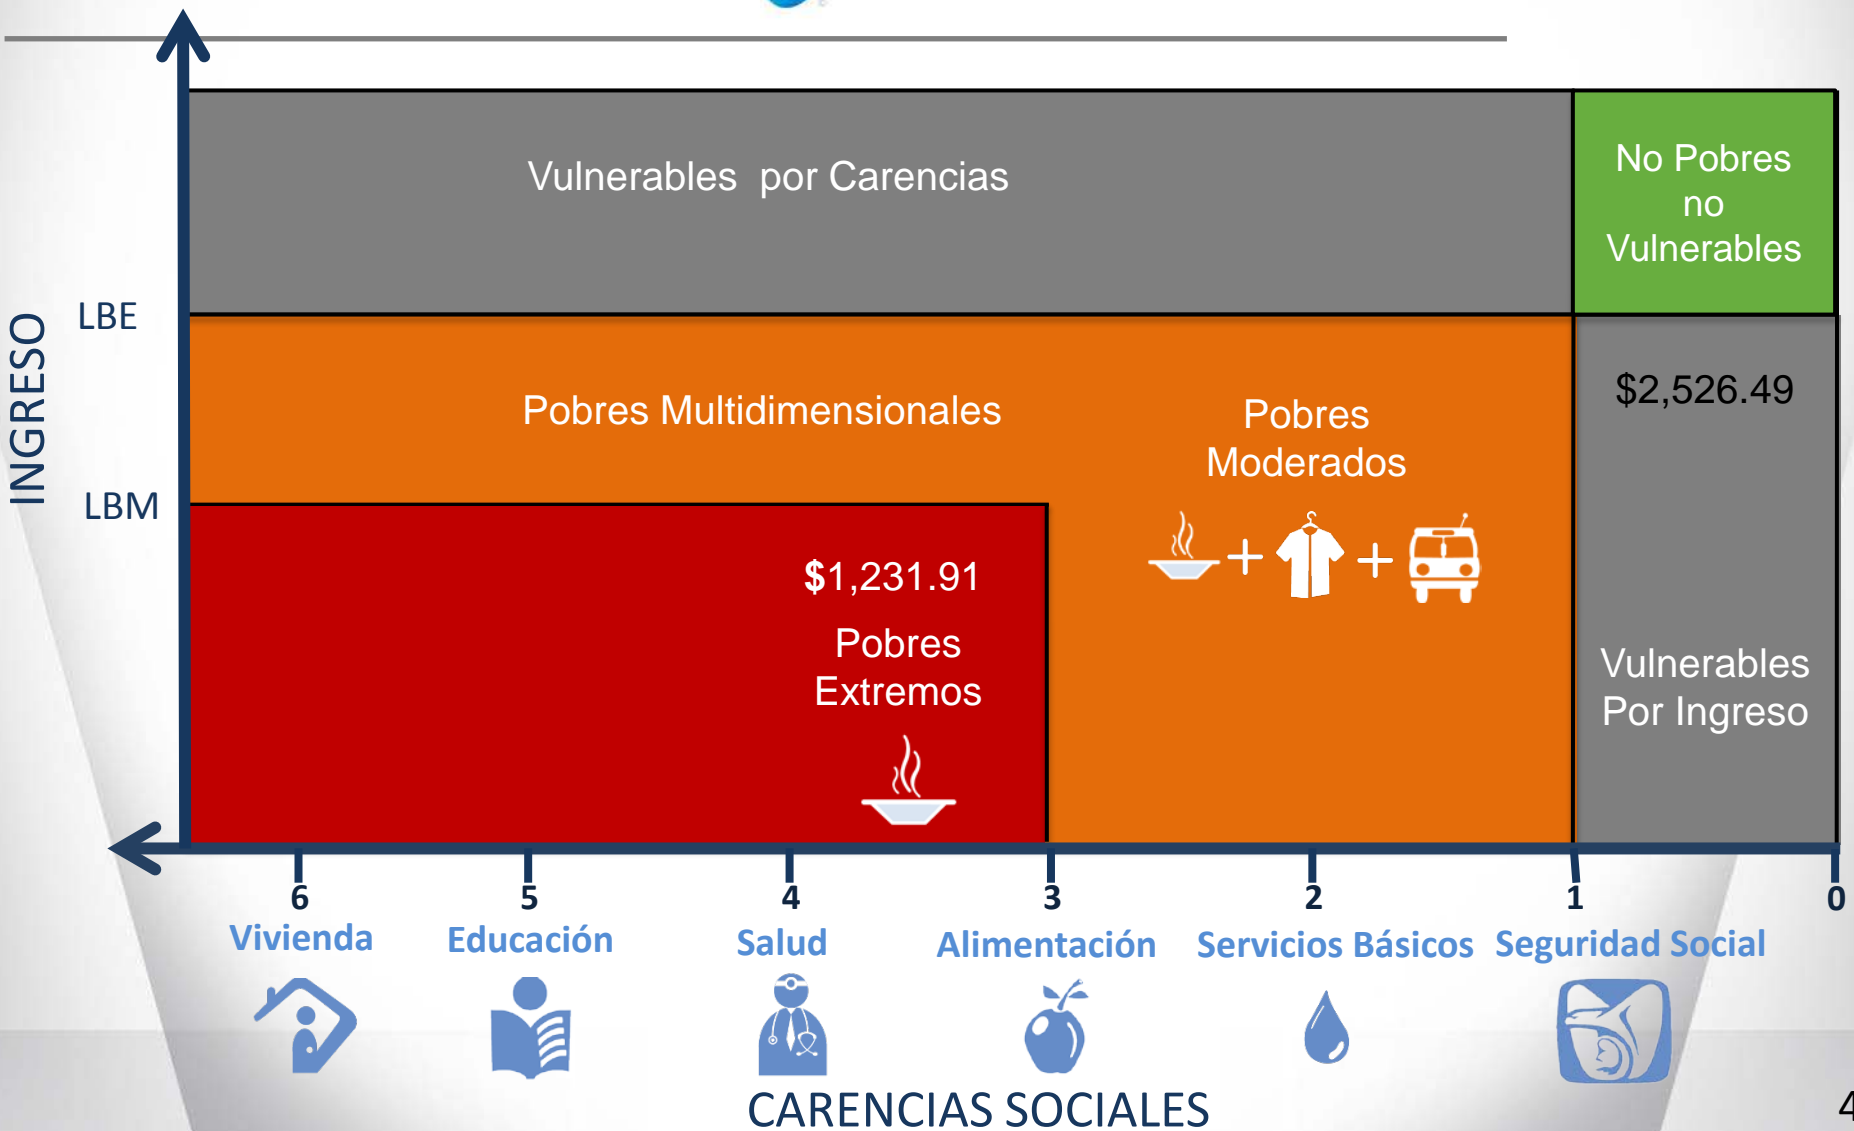 Vulnerables por Carencias
No Pobres
no
Vulnerables
INGRESO
LBE
Pobres Multidimensionales
Pobres
Moderados
$2,526.49
LBM
$1,231.91
Pobres
Extremos
Vulnerables
Por Ingreso
6 5 4 3 2 1 0
Vivienda Educación Salud Alimentación Servicios Básicos Seguridad Social
CARENCIAS SOCIALES
4